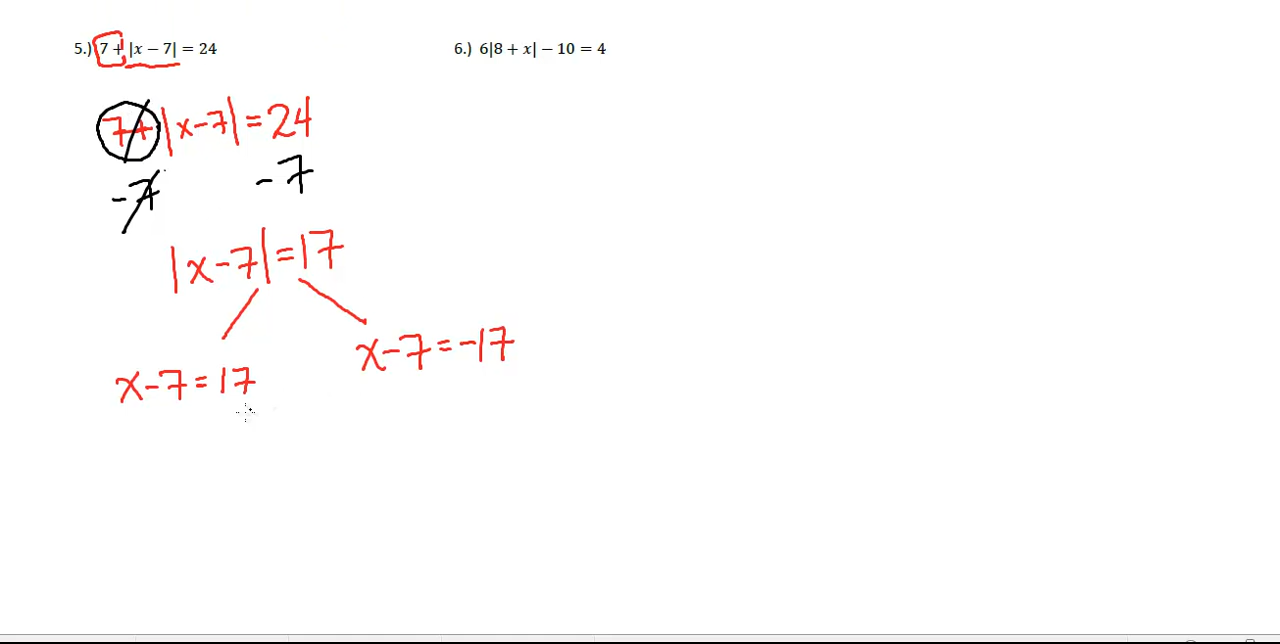 5.) 7 + |x − 7| = 24
6.) 6|8 + x| − 10 = 4
7+|x-7|=24
-7 -7
|x-7|=17
x-7=-17
x-7=17